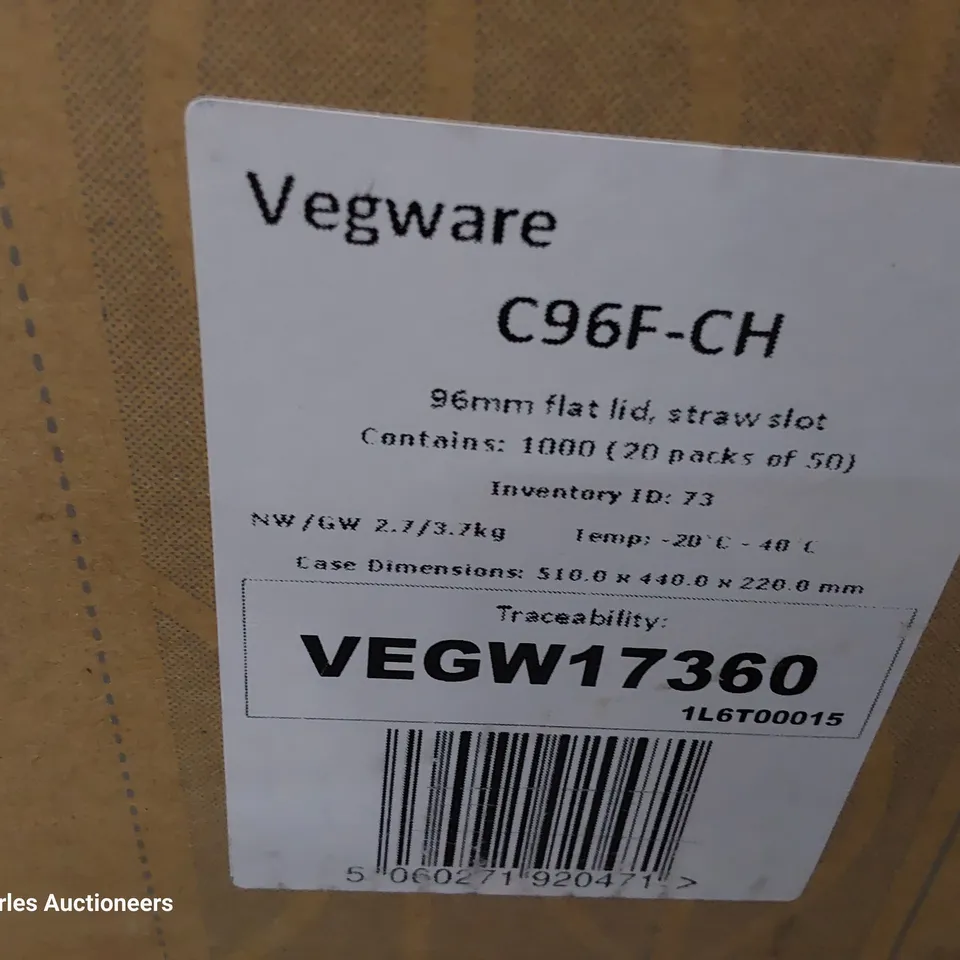 Vegware
C96F-CH
96mm flat lid, straw slot
Contains: 1000 (20 packs of 50)
Inventory ID: 73
NW/GW 2.7/3.7kg Temp: -20°C - 40°C
Case Dimensions: 510.0 x 440.0 x 220.0 mm
Traceability:
VEGW17360
1L6T00015
5 060271 920471 >
rles Auctioneers